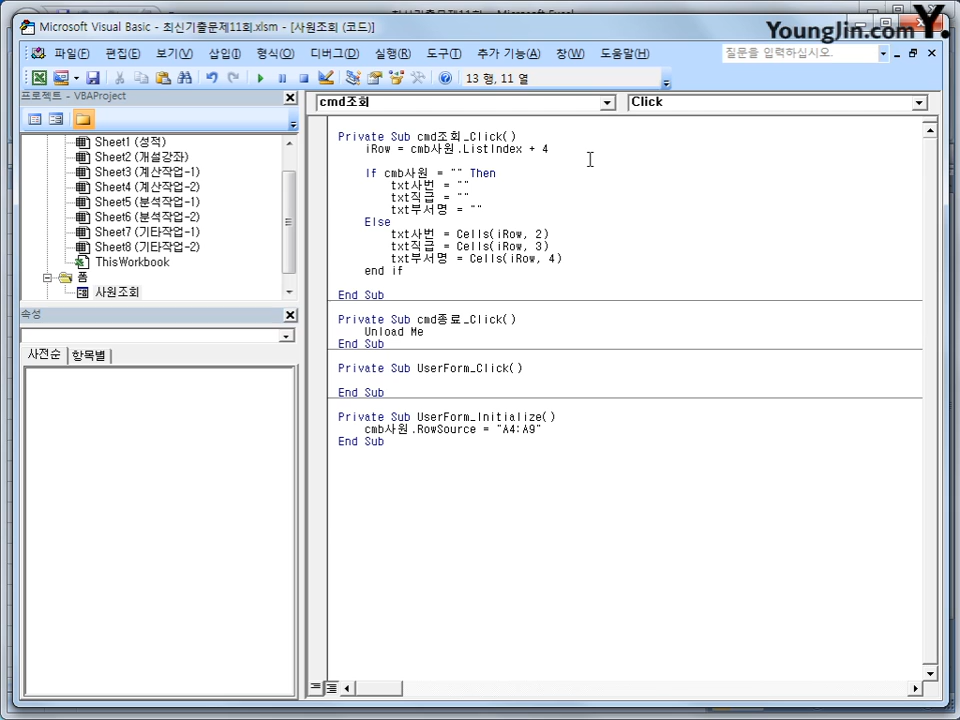 Microsoft Visual Basic - 최신기출문제11회.xlsm - [사원조회 (코드)]
YoungJin.com Y.
파일(F) 편집(E) 보기(V) 삽입(I) 형식(O) 디버그(D) 실행(R) 도구(T) 추가 기능(A) 창(W) 도움말(H)
질문을 입력하십시오.
13 행, 11 열
프로젝트 - VBAProject
cmd조회
Click
Sheet1 (성적)
Sheet2 (개설강좌)
Sheet3 (계산작업-1)
Sheet4 (계산작업-2)
Sheet5 (분석작업-1)
Sheet6 (분석작업-2)
Sheet7 (기타작업-1)
Sheet8 (기타작업-2)
ThisWorkbook
폼
사원조회
속성
사전순 항목별
Private Sub cmd조회_Click()
iRow = cmb사원.ListIndex + 4
If cmb사원 = "" Then
txt사번 = ""
txt직급 = ""
txt부서명 = ""
Else
txt사번 = Cells(iRow, 2)
txt직급 = Cells(iRow, 3)
txt부서명 = Cells(iRow, 4)
end if
End Sub
Private Sub cmd종료_Click()
Unload Me
End Sub
Private Sub UserForm_Click()
End Sub
Private Sub UserForm_Initialize()
cmb사원.RowSource = "A4:A9"
End Sub